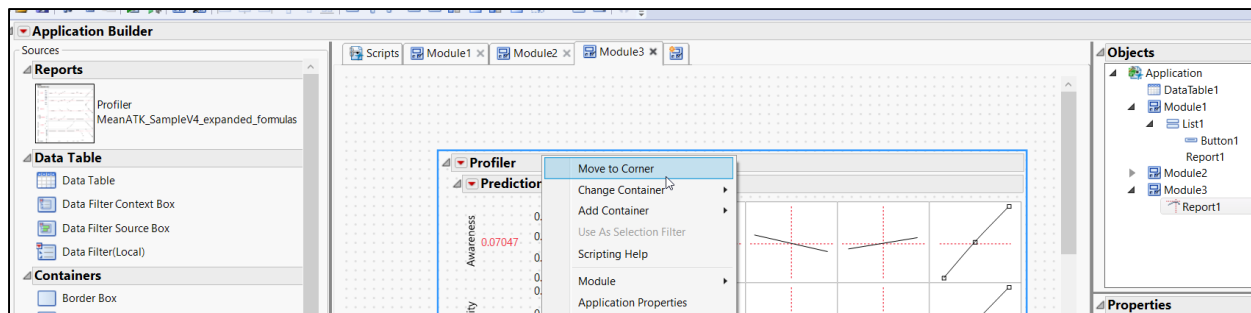 Application Builder
Sources
Reports
Profiler
MeanATK_SampleV4_expanded_formulas
Data Table
Data Table
Data Filter Context Box
Data Filter Source Box
Data Filter(Local)
Containers
Border Box
Scripts
Module1
Module2
Module3
Profiler
Prediction
Awareness
0.07047
Move to Corner
Change Container
Add Container
Use As Selection Filter
Scripting Help
Module
Application Properties
Objects
Application
DataTable1
Module1
List1
Button1
Report1
Module2
Module3
Report1
Properties